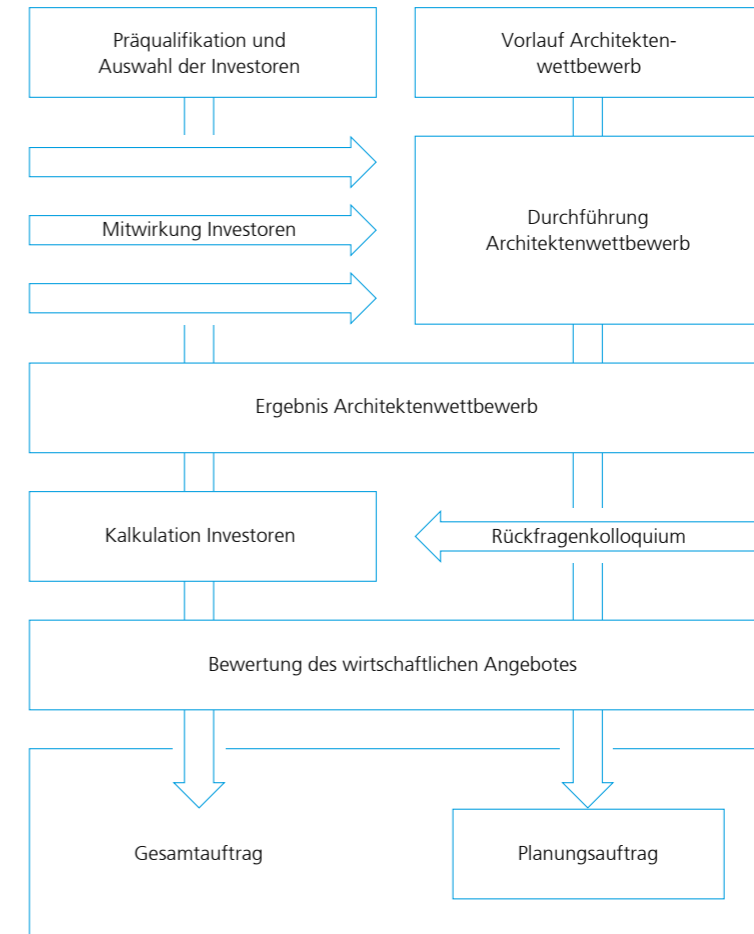 Präqualifikation und
Auswahl der Investoren
Vorlauf Architekten-
wettbewerb
Mitwirkung Investoren
Durchführung
Architektenwettbewerb
Ergebnis Architektenwettbewerb
Kalkulation Investoren
Rückfragenkolloquium
Bewertung des wirtschaftlichen Angebotes
Gesamtauftrag
Planungsauftrag